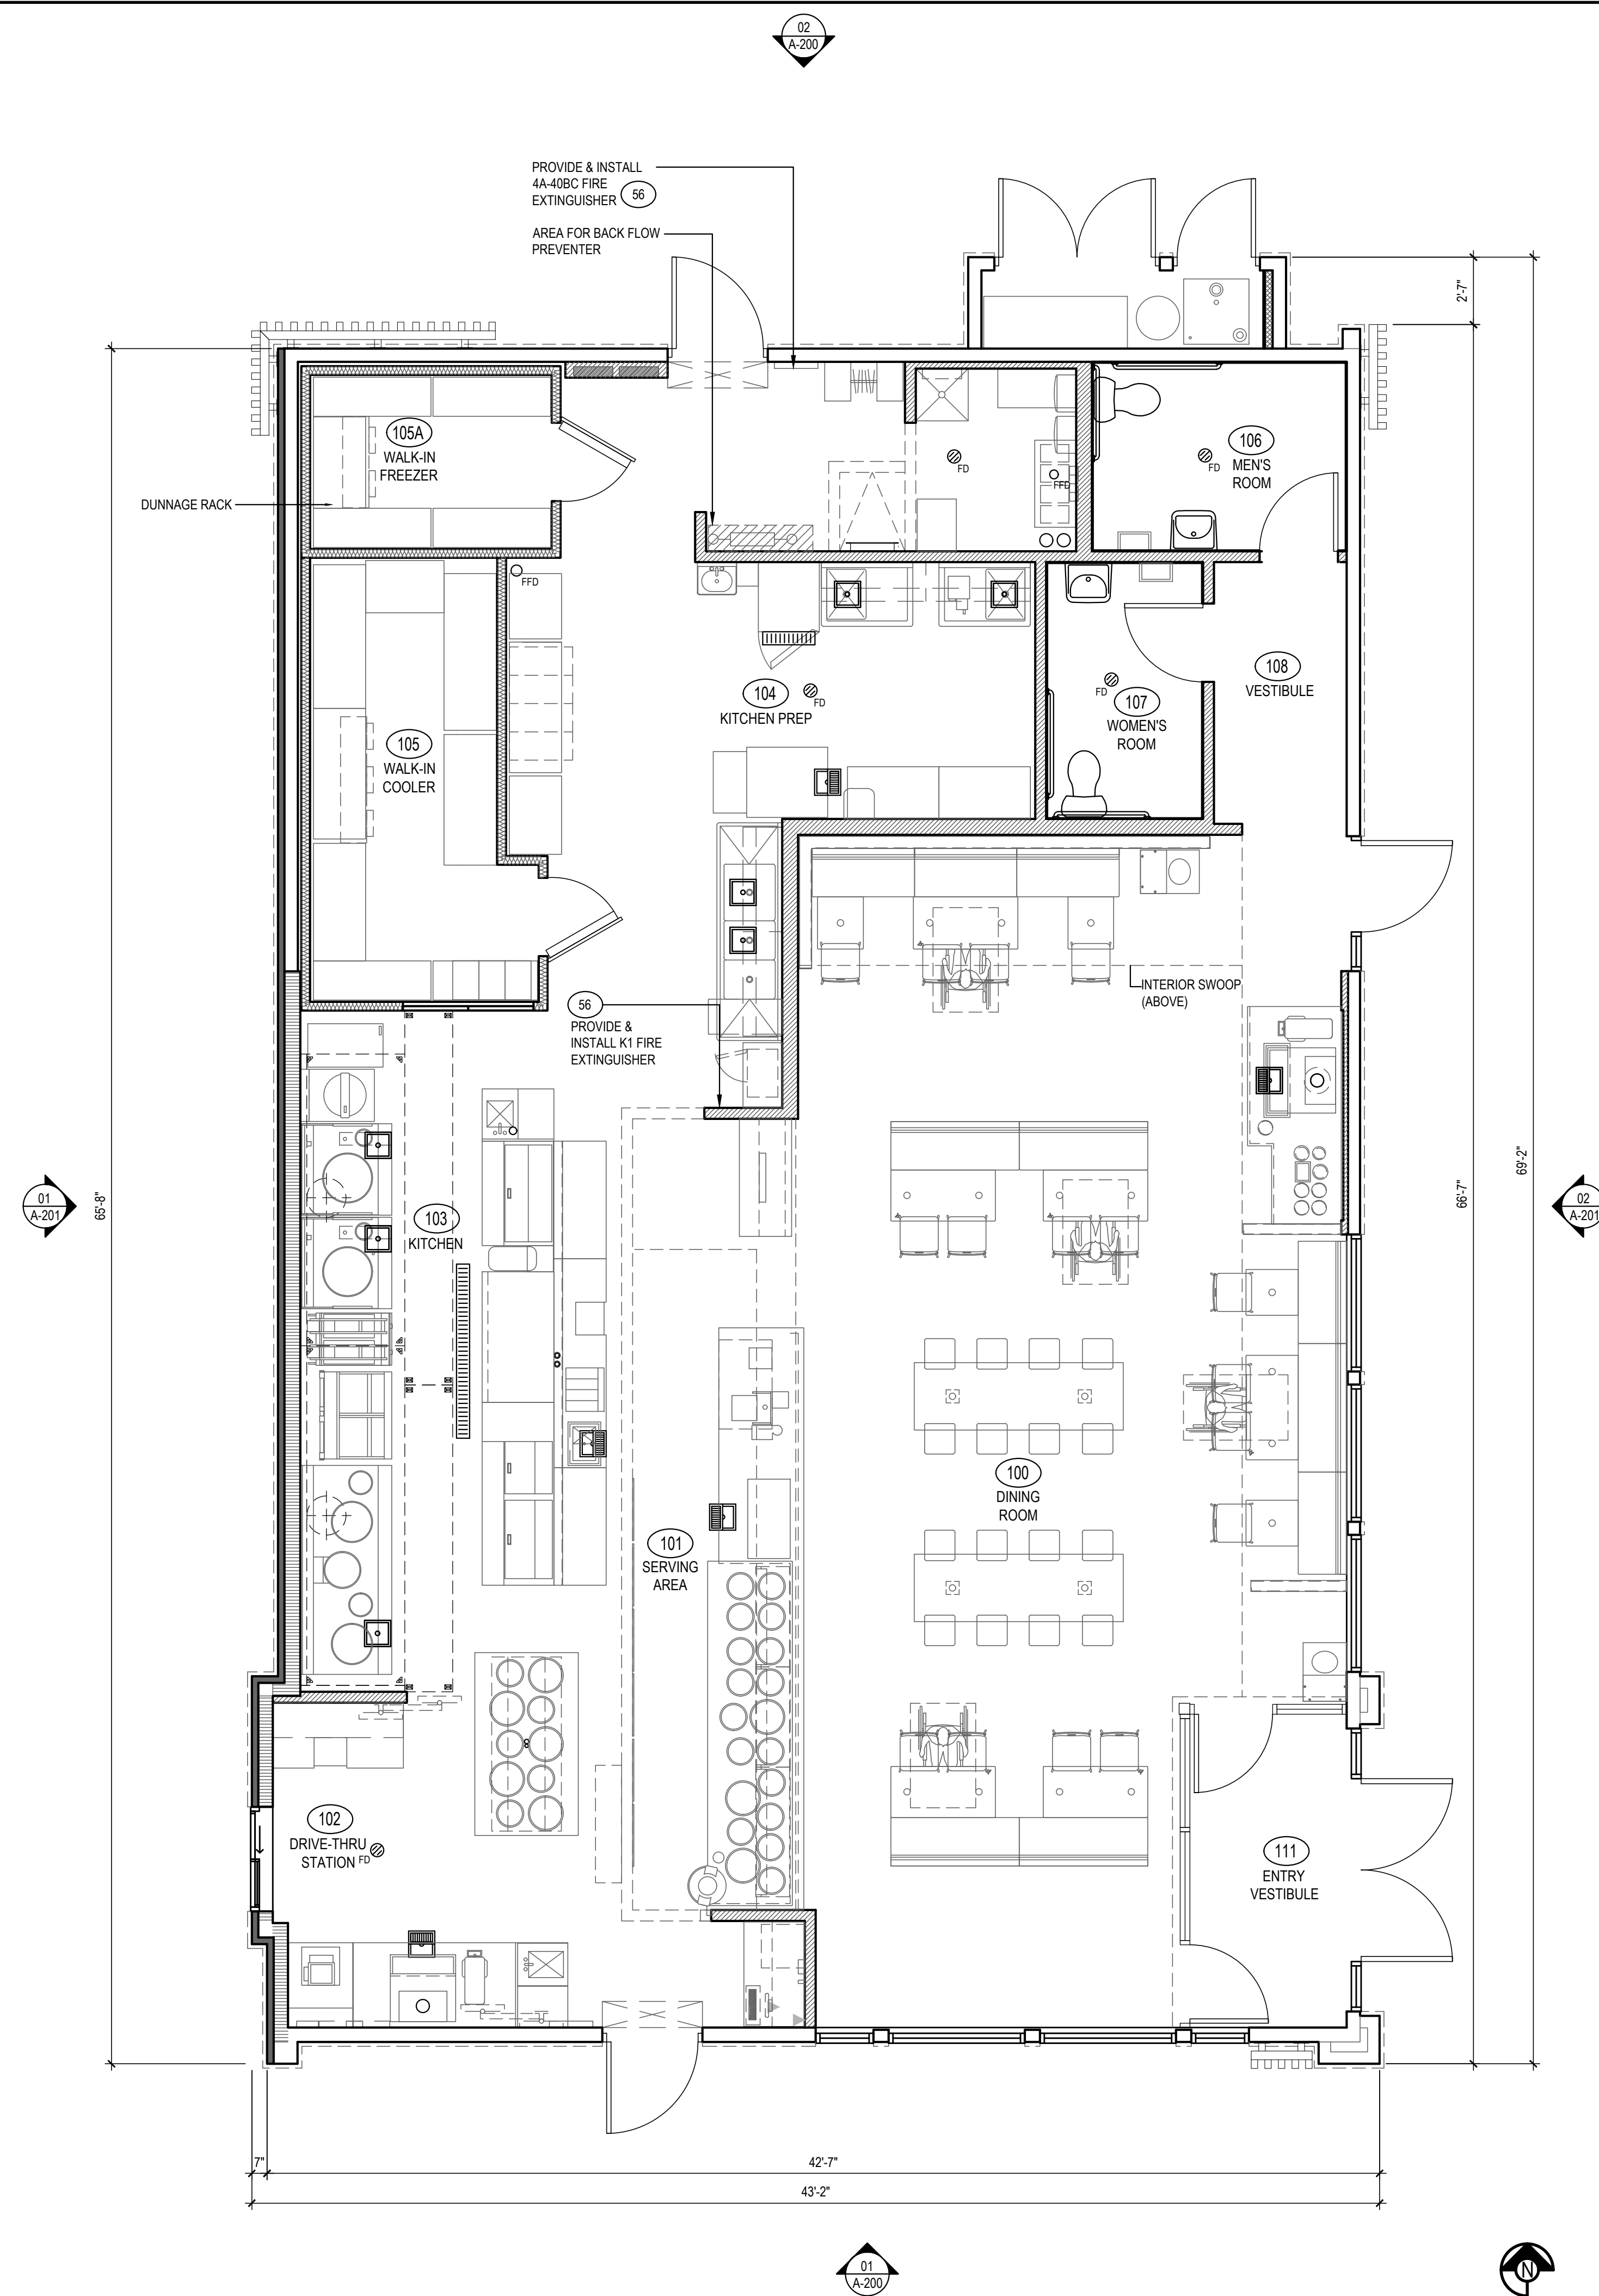 02
A-200
PROVIDE & INSTALL
4A-40BC FIRE
EXTINGUISHER
56
AREA FOR BACK FLOW
PREVENTER
2'-7"
105A
WALK-IN
FREEZER
DUNNAGE RACK
FD
FFD
FD
106
MEN'S
ROOM
FFD
104
KITCHEN PREP
FD
FD
107
WOMEN'S
ROOM
108
VESTIBULE
105
WALK-IN
COOLER
INTERIOR SWOOP
(ABOVE)
56
PROVIDE &
INSTALL K1 FIRE
EXTINGUISHER
01
A-201
65'-8"
103
KITCHEN
66'-7"
69'-2"
02
A-201
100
DINING
ROOM
101
SERVING
AREA
102
DRIVE-THRU
STATION
FD
111
ENTRY
VESTIBULE
7"
42'-7"
43'-2"
01
A-200
N